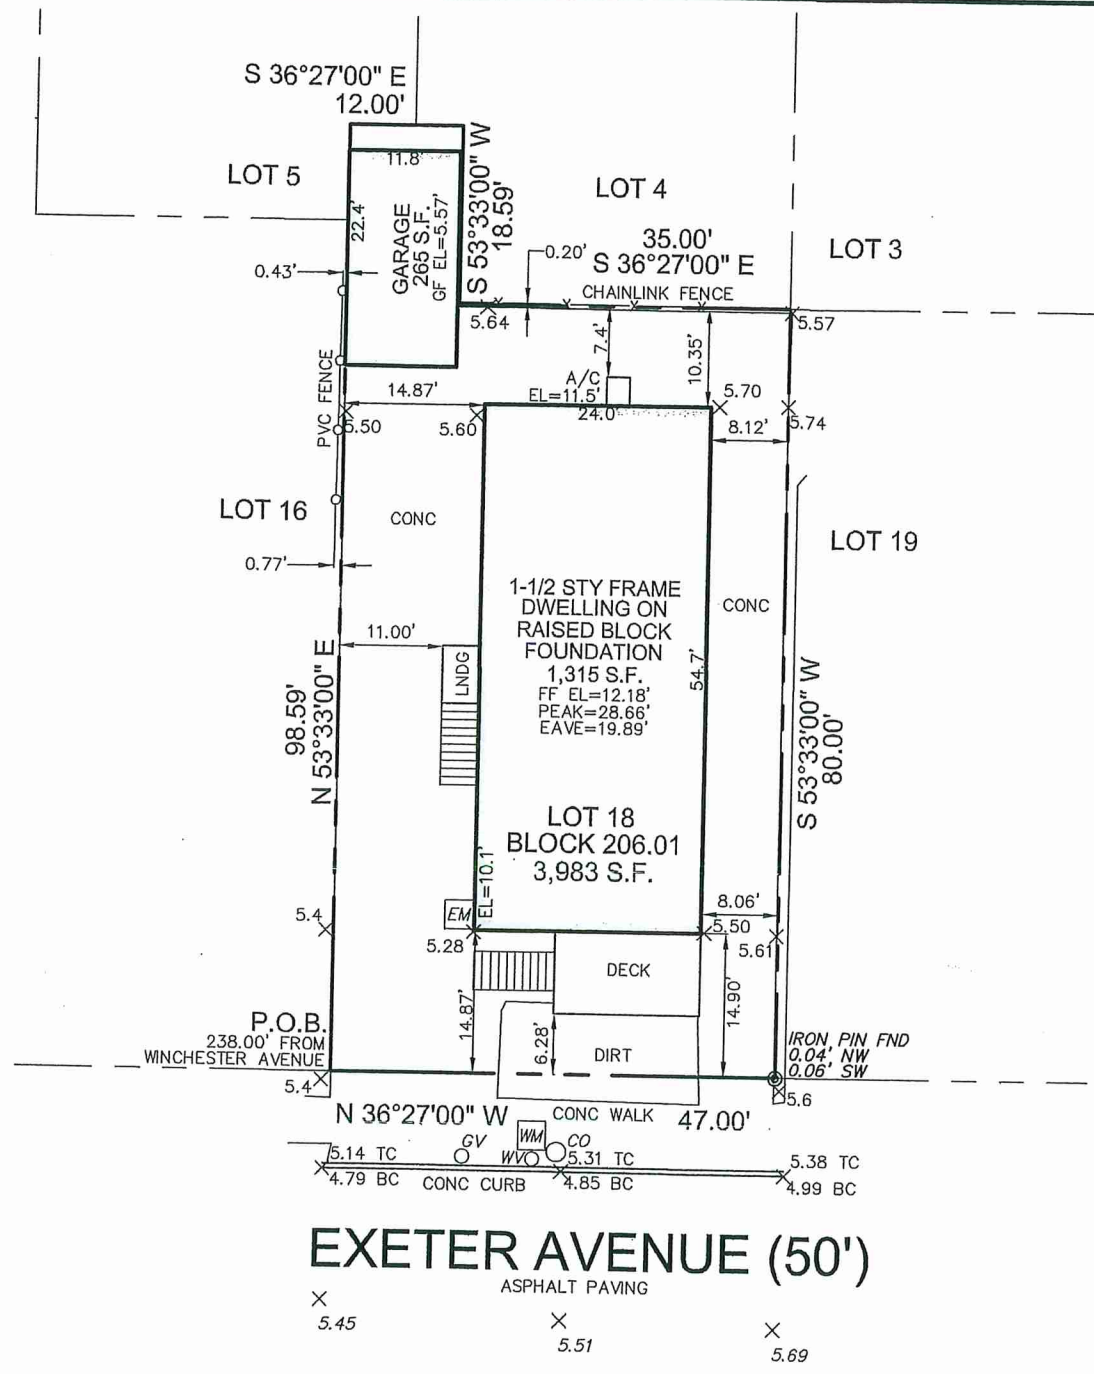 S 36°27'00" E
12.00'
LOT 5
11.8'
22.4'
GARAGE
265 S.F.
GF EL=5.57'
S 53°33'00" W
18.59'
LOT 4
35.00'
S 36°27'00" E
0.20'
CHAINLINK FENCE
LOT 3
0.43'
5.64
5.57
7.4'
10.35'
PVC FENCE
14.87'
A/C
EL=11.5'
24.0'
5.70
5.50
5.60
8.12'
5.74
LOT 16
CONC
LOT 19
0.77'
1-1/2 STY FRAME
DWELLING ON
RAISED BLOCK
FOUNDATION
1,315 S.F.
FF EL=12.18'
PEAK=28.66'
EAVE=19.89'
CONC
11.00'
LNDG
54.7'
98.59'
N 53°33'00" E
S 53°33'00" W
80.00'
LOT 18
BLOCK 206.01
3,983 S.F.
EL=10.1'
EM
8.06'
5.4
5.28
5.50
5.61
DECK
14.87'
14.90'
6.28'
DIRT
P.O.B.
238.00' FROM
WINCHESTER AVENUE
IRON PIN FND
0.04' NW
0.06' SW
5.4
5.6
N 36°27'00" W
CONC WALK
47.00'
GV
WM
CO
WV
5.14 TC
5.31 TC
5.38 TC
4.79 BC
CONC CURB
4.85 BC
4.99 BC
EXETER AVENUE (50')
ASPHALT PAVING
5.45
5.51
5.69